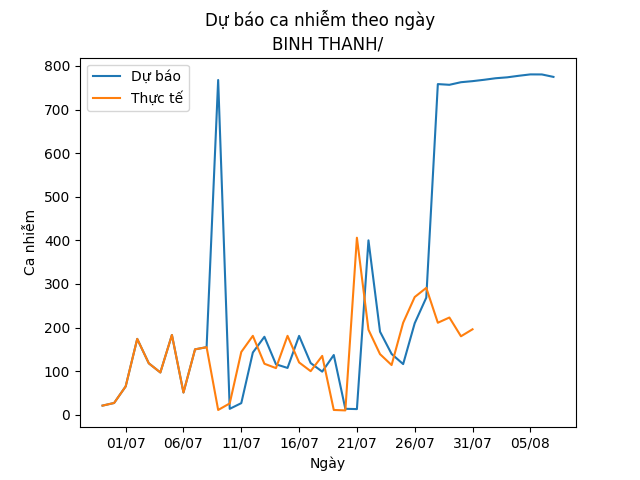 Dự báo ca nhiễm theo ngày
BINH THANH/
Dự báo
Thực tế
Ca nhiễm
800
700
600
500
400
300
200
100
0
01/07 06/07 11/07 16/07 21/07 26/07 31/07 05/08
Ngày